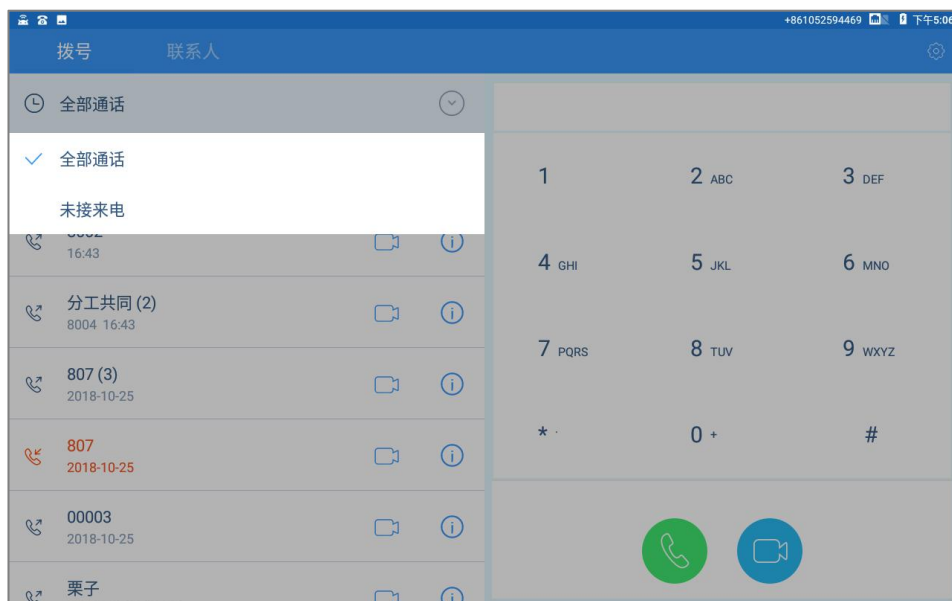 +861052594469 下午5:06
拨号 联系人
全部通话
全部通话
未接来电
16:43
分工共同 (2)
8004 16:43
807 (3)
2018-10-25
807
2018-10-25
00003
2018-10-25
栗子
1
2 ABC
3 DEF
4 GHI
5 JKL
6 MNO
7 PQRS
8 TUV
9 WXYZ
* ·
0 +
#